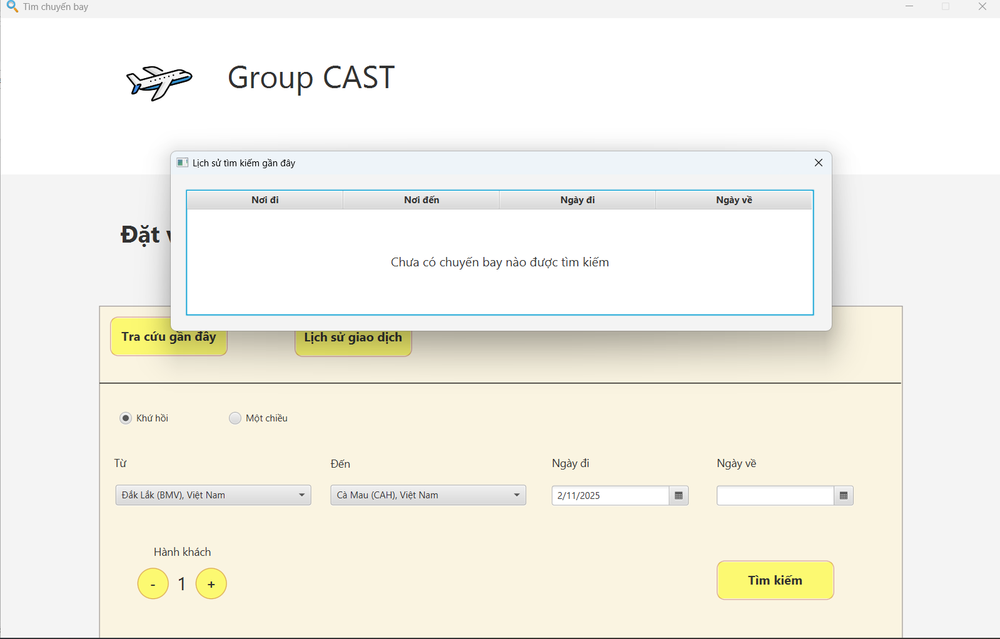 Tìm chuyến bay
Group CAST
Lịch sử tìm kiếm gần đây
Nơi đi Nơi đến Ngày đi Ngày về
Chưa có chuyến bay nào được tìm kiếm
Đặt
Tra cứu gần đây Lịch sử giao dịch
Khứ hồi Một chiều
Từ Đến Ngày đi Ngày về
Đắk Lắk (BMV), Việt Nam Cà Mau (CAH), Việt Nam 2/11/2025
Hành khách
- 1 +
Tìm kiếm